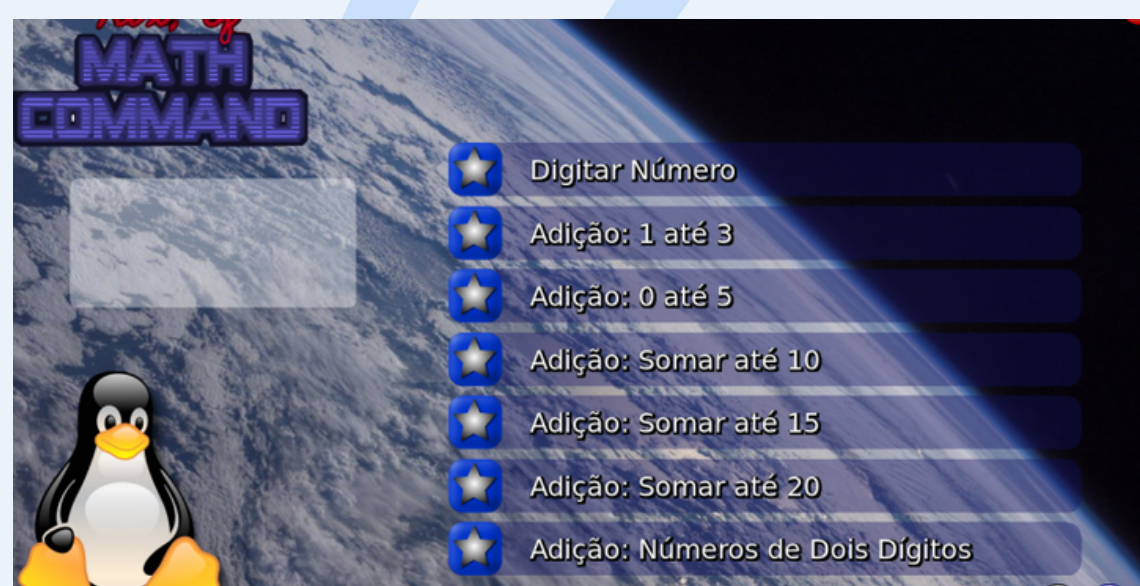 MATH
COMMAND
Digitar Número
Adição: 1 até 3
Adição: 0 até 5
Adição: Somar até 10
Adição: Somar até 15
Adição: Somar até 20
Adição: Números de Dois Dígitos